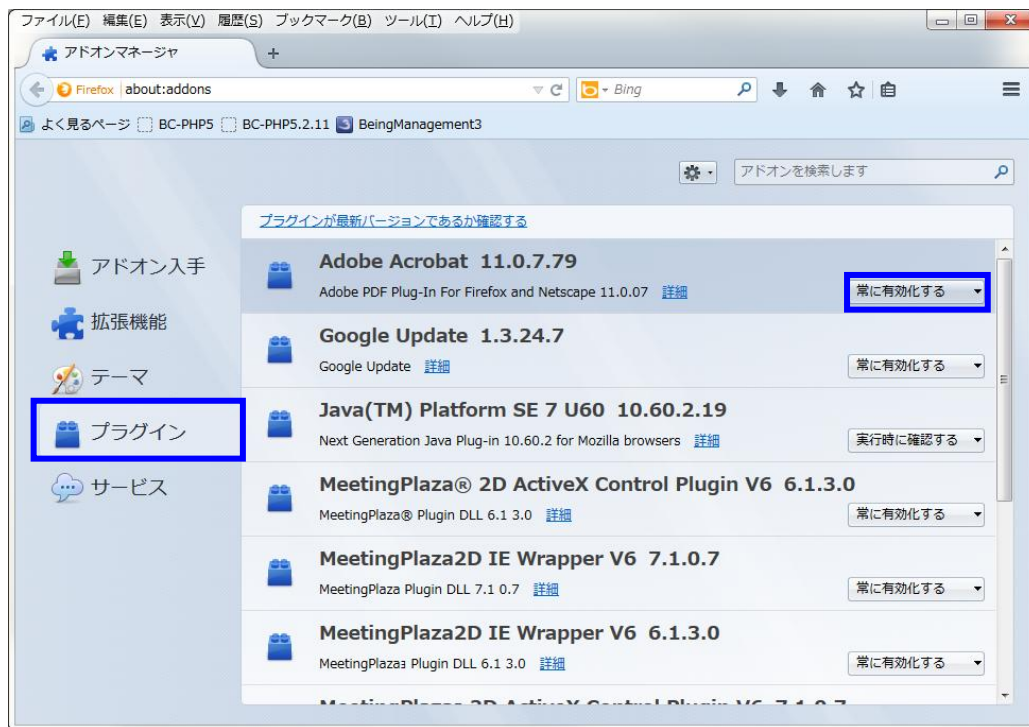 ファイル(F) 編集(E) 表示(V) 履歴(S) ブックマーク(B) ツール(T) ヘルプ(H)
アドオンマネージャ
Firefox about:addons
Bing
よく見るページ BC-PHP5 BC-PHP5.2.11 BeingManagement3
アドオンを検索します
プラグインが最新バージョンであるか確認する
アドオン入手
拡張機能
テーマ
プラグイン
サービス
Adobe Acrobat 11.0.7.79
Adobe PDF Plug-In For Firefox and Netscape 11.0.07 詳細
常に有効化する
Google Update 1.3.24.7
Google Update 詳細
常に有効化する
Java(TM) Platform SE 7 U60 10.60.2.19
Next Generation Java Plug-in 10.60.2 for Mozilla browsers 詳細
実行時に確認する
MeetingPlaza® 2D ActiveX Control Plugin V6 6.1.3.0
MeetingPlaza® Plugin DLL 6.1 3.0 詳細
常に有効化する
MeetingPlaza2D IE Wrapper V6 7.1.0.7
MeetingPlaza Plugin DLL 7.1 0.7 詳細
常に有効化する
MeetingPlaza2D IE Wrapper V6 6.1.3.0
MeetingPlaza3 Plugin DLL 6.1 3.0 詳細
常に有効化する